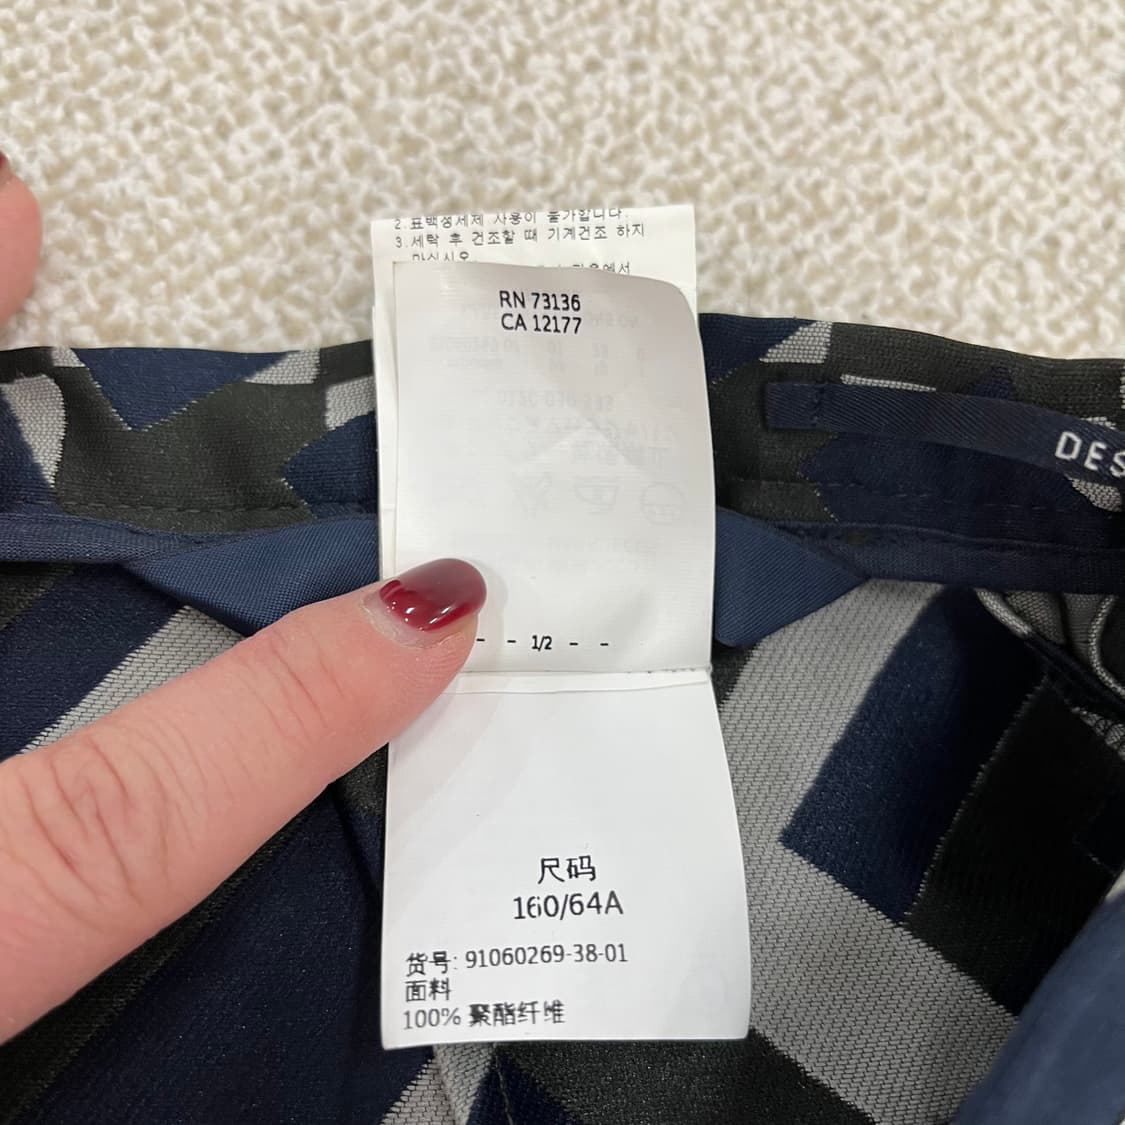 2.표백성세제 사용이 불가합니다.
3.세탁 후 건조할 때 기계건조 하지
마십시오.
RN 73136
CA 12177
- - 1/2 - -
DES
尺码
160/64A
货号: 91060269-38-01
面料
100% 聚酯纤维